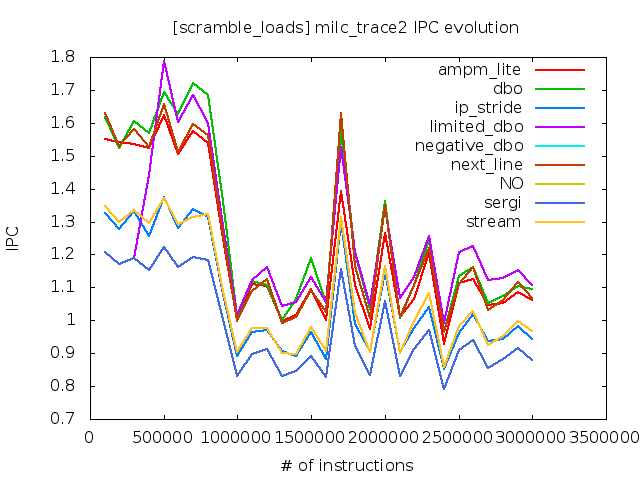 [scramble_loads] milc_trace2 IPC evolution
1.8
1.7
1.6
1.5
1.4
1.3
1.2
1.1
1
0.9
0.8
0.7
IPC
ampm_lite
dbo
ip_stride
limited_dbo
negative_dbo
next_line
NO
sergi
stream
0 500000 1000000 1500000 2000000 2500000 3000000 3500000
# of instructions